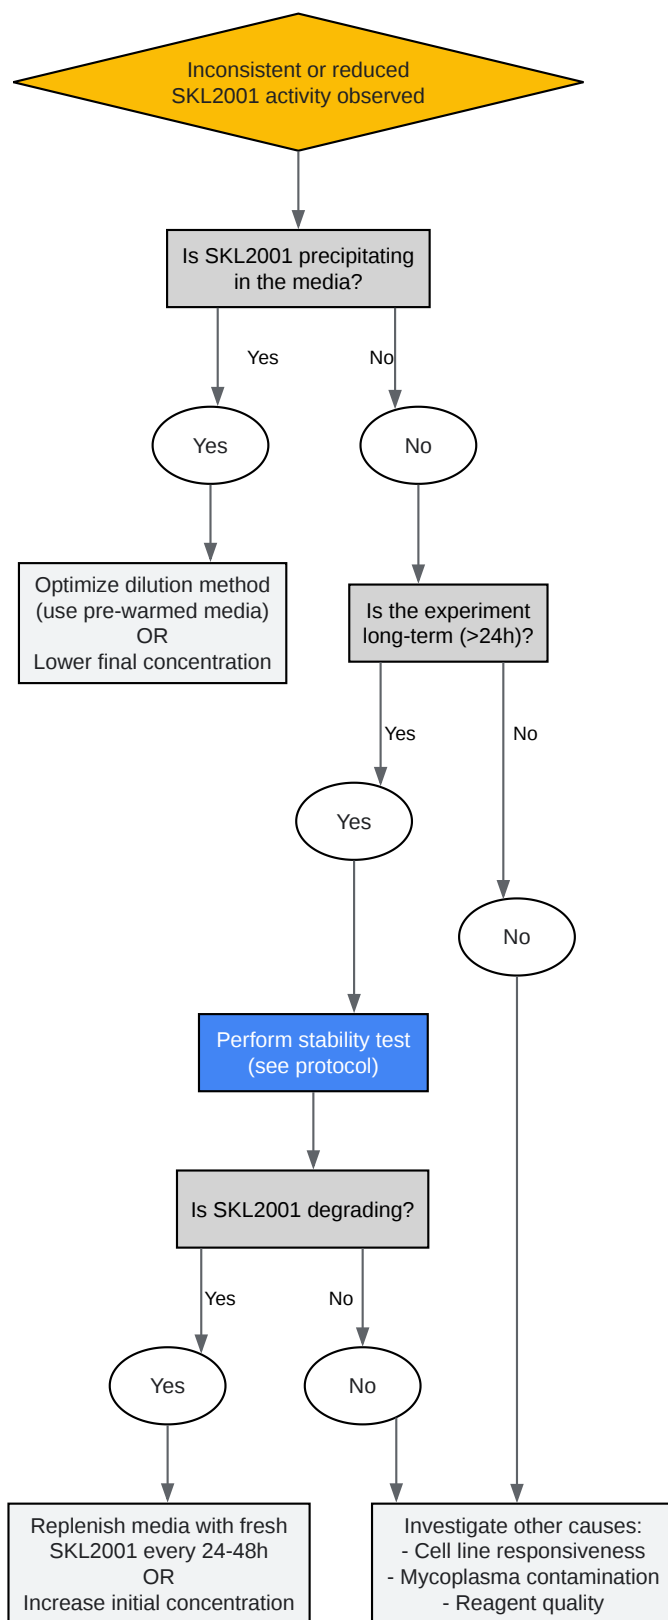 Inconsistent or reduced
SKL2001 activity observed
Is SKL2001 precipitating
in the media?
Yes
No
Yes
No
Optimize dilution method
(use pre-warmed media)
OR
Lower final concentration
Is the experiment
long-term (>24h)?
Yes
No
Yes
No
Perform stability test
(see protocol)
Is SKL2001 degrading?
Yes
No
Yes
No
Replenish media with fresh
SKL2001 every 24-48h
OR
Increase initial concentration
Investigate other causes:
- Cell line responsiveness
- Mycoplasma contamination
- Reagent quality